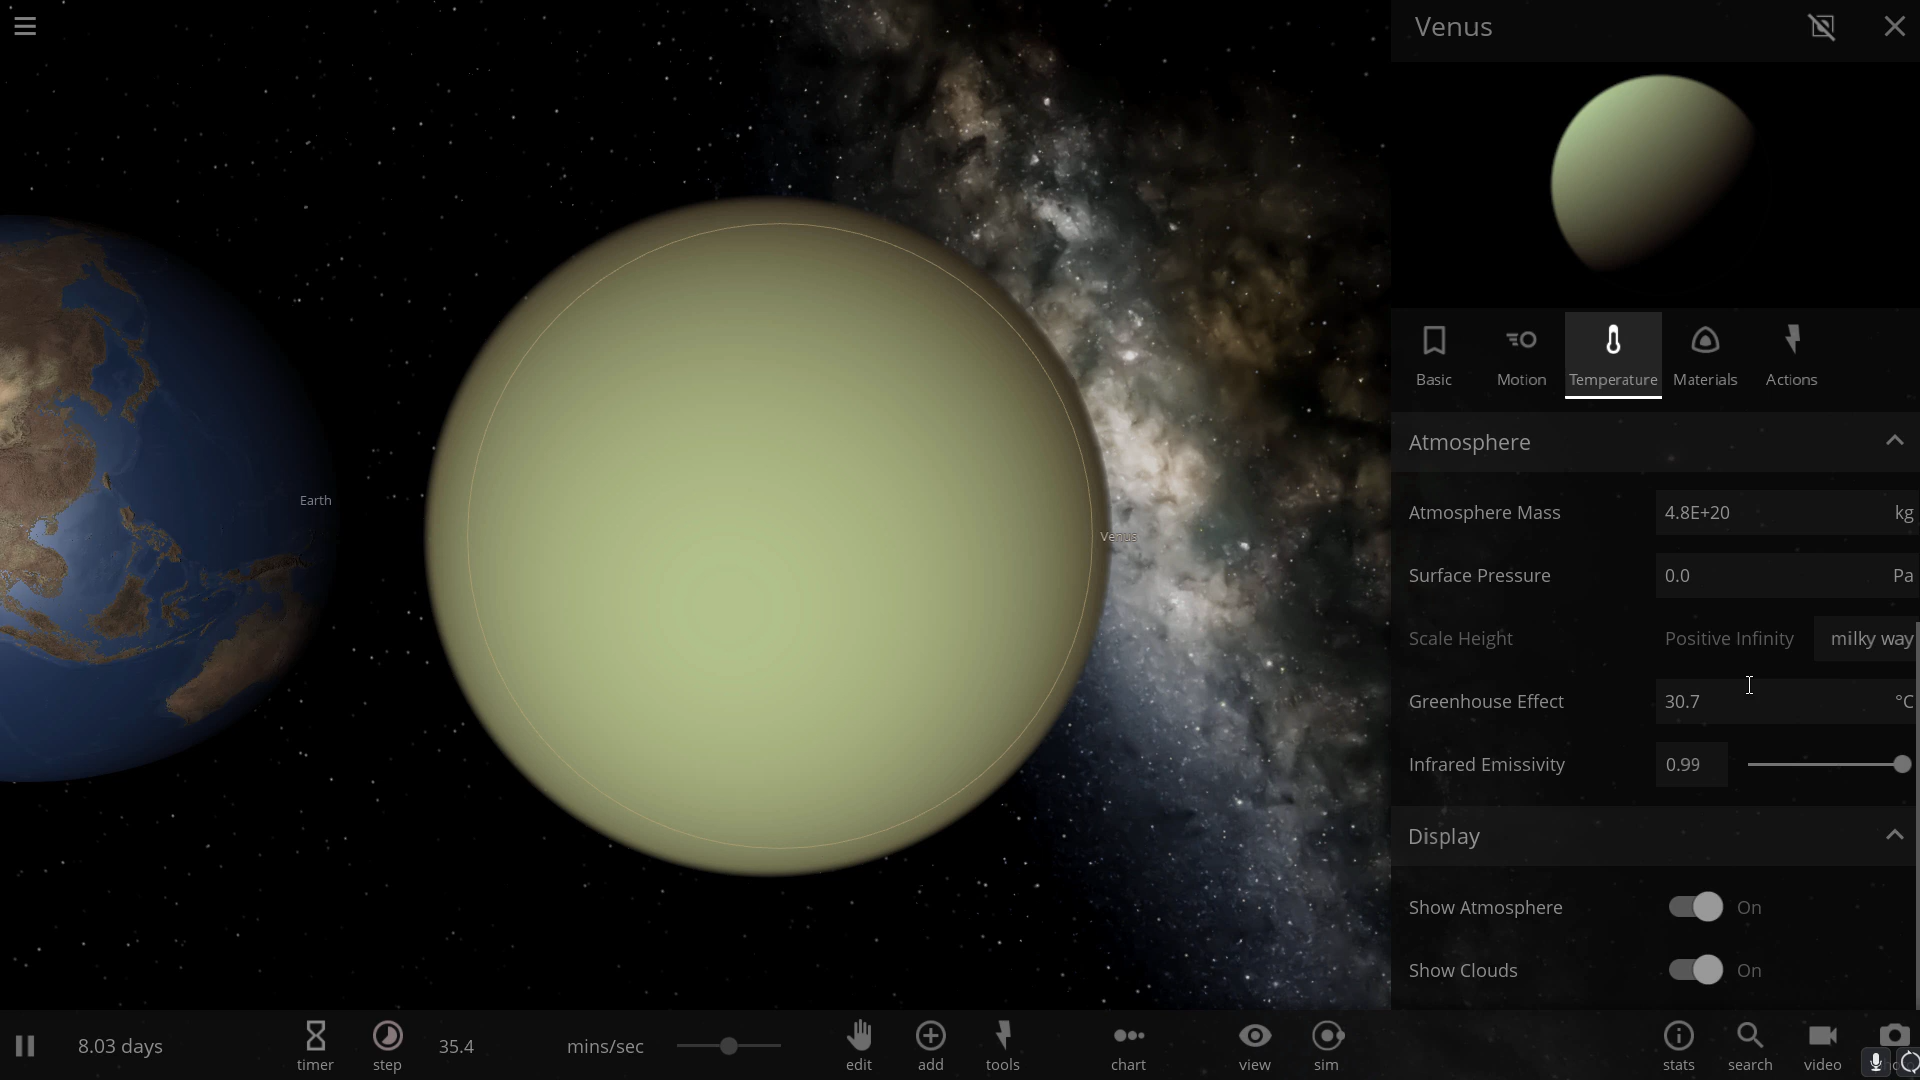 Venus
Basic
Motion
Temperature
Materials
Actions
Atmosphere
Atmosphere Mass 4.8E+20 kg
Surface Pressure 0.0 Pa
Scale Height Positive Infinity milky way
Greenhouse Effect 30.7 °C
Infrared Emissivity 0.99
Display
Show Atmosphere On
Show Clouds On
Earth
Venus
8.03 days
timer
step
35.4 mins/sec
edit
add
tools
chart
view
sim
stats
search
video